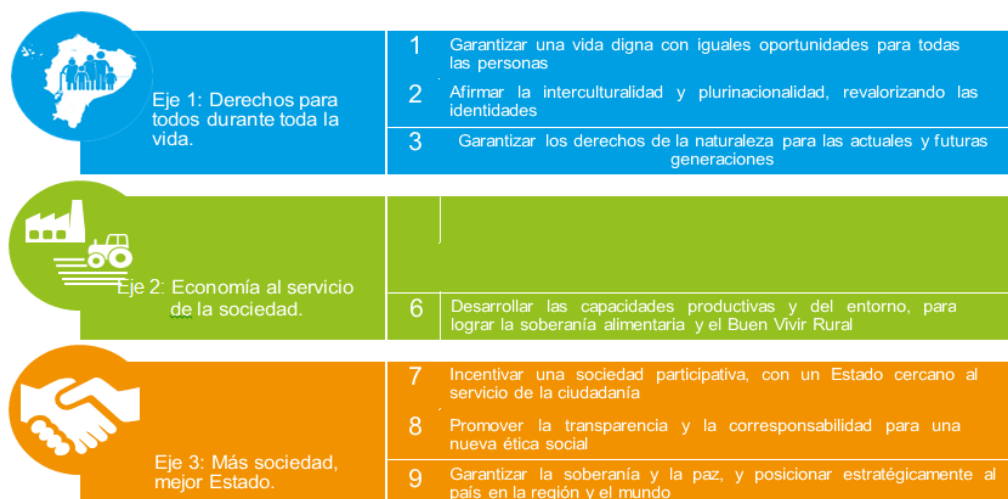 Eje 1: Derechos para
todos durante toda la
vida.
1 Garantizar una vida digna con iguales oportunidades para todas
las personas
2 Afirmar la interculturalidad y plurinacionalidad, revalorizando las
identidades
3 Garantizar los derechos de la naturaleza para las actuales y futuras
generaciones
Eje 2: Economía al servicio
de la sociedad.
6 Desarrollar las capacidades productivas y del entorno, para
lograr la soberanía alimentaria y el Buen Vivir Rural
Eje 3: Más sociedad,
mejor Estado.
7 Incentivar una sociedad participativa, con un Estado cercano al
servicio de la ciudadanía
8 Promover la transparencia y la corresponsabilidad para una
nueva ética social
9 Garantizar la soberanía y la paz, y posicionar estratégicamente al
país en la región y el mundo